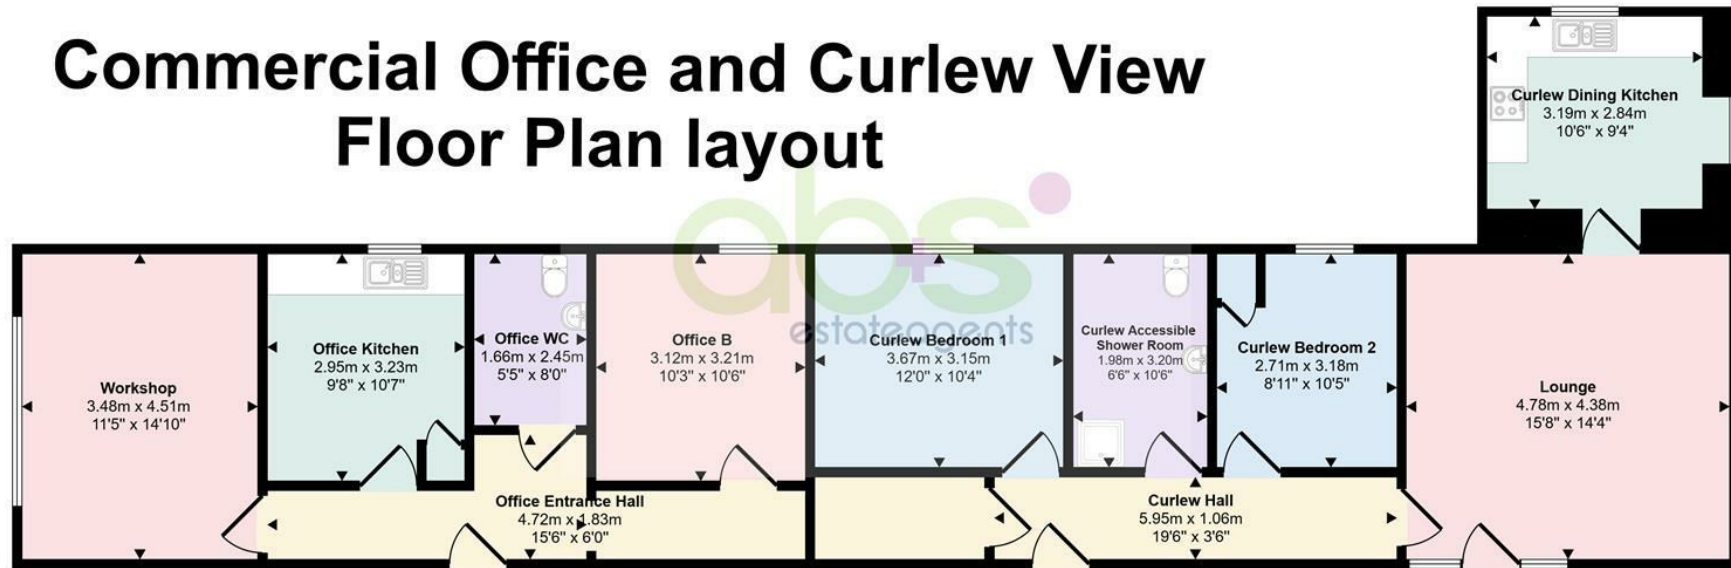 Commercial Office and Curlew View
Floor Plan layout
abs
estateagents
Curlew Dining Kitchen
3.19m x 2.84m
10'6" x 9'4"
Workshop
3.48m x 4.51m
11'5" x 14'10"
Office Kitchen
2.95m x 3.23m
9'8" x 10'7"
Office WC
1.66m x 2.45m
5'5" x 8'0"
Office B
3.12m x 3.21m
10'3" x 10'6"
Curlew Bedroom 1
3.67m x 3.15m
12'0" x 10'4"
Curlew Accessible
Shower Room
1.98m x 3.20m
6'6" x 10'6"
Curlew Bedroom 2
2.71m x 3.18m
8'11" x 10'5"
Lounge
4.78m x 4.38m
15'8" x 14'4"
Office Entrance Hall
4.72m x 1.83m
15'6" x 6'0"
Curlew Hall
5.95m x 1.06m
19'6" x 3'6"